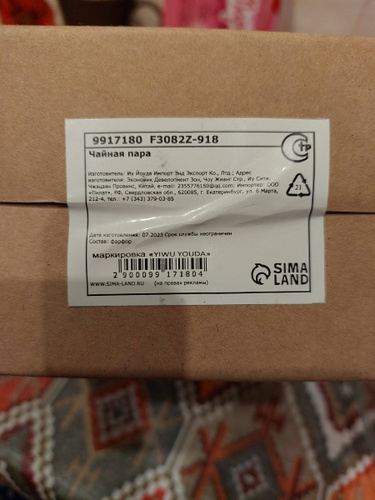 9917180 F3082Z-918
Чайная пара
Изготовитель: Иу Йоуда Импорт Энд Экспорт Ко., Лтд.; Адрес
изготовителя: Экономик Девелопмент Зон, Чоу Жианг Стр., Иу Сити,
Чжэцзян Провинс, Китай, e-mail: 2355776150@qq.com; Импортер: ООО
«Пилот», РФ, Свердловская обл., 620085, г. Екатеринбург, ул. 6 Марта,
212-4, тел.: +7 (343) 379-03-85
Дата изготовления: 07.2023 Срок службы неограничен
Состав: фарфор
маркировка «YIWU YOUDA»
2 900099 171804
WWW.SIMA-LAND.RU (на правах рекламы)
СТР
21
SIMA
LAND